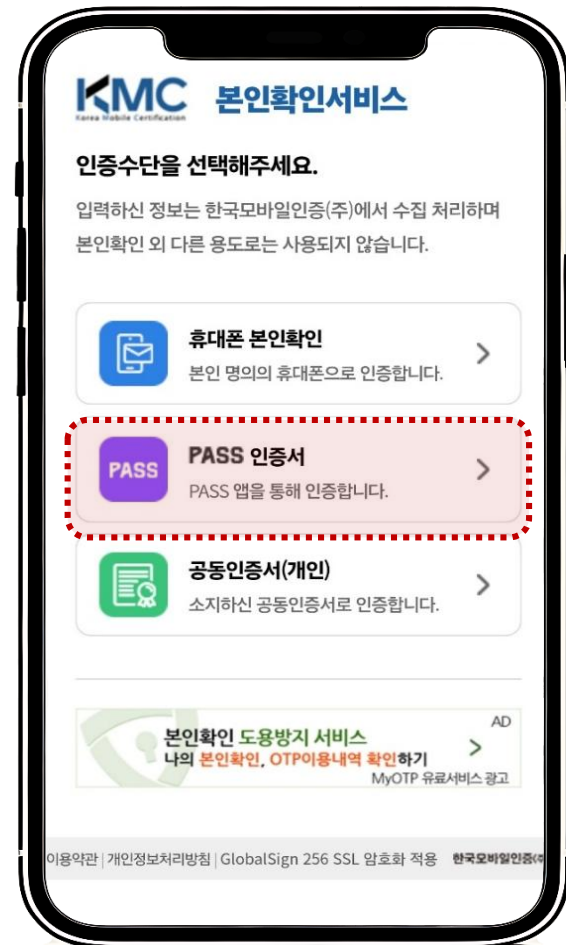 KMC 본인확인서비스
Korea Mobile Certification
인증수단을 선택해주세요.
입력하신 정보는 한국모바일인증(주)에서 수집 처리하며
본인확인 외 다른 용도로는 사용되지 않습니다.
휴대폰 본인확인
본인 명의의 휴대폰으로 인증합니다.
PASS
PASS 인증서
PASS 앱을 통해 인증합니다.
공동인증서(개인)
소지하신 공동인증서로 인증합니다.
AD
본인확인 도용방지 서비스
나의 본인확인, OTP이용내역 확인하기
MyOTP 유료서비스 광고
이용약관 | 개인정보처리방침 | GlobalSign 256 SSL 암호화 적용 한국모바일인증(주